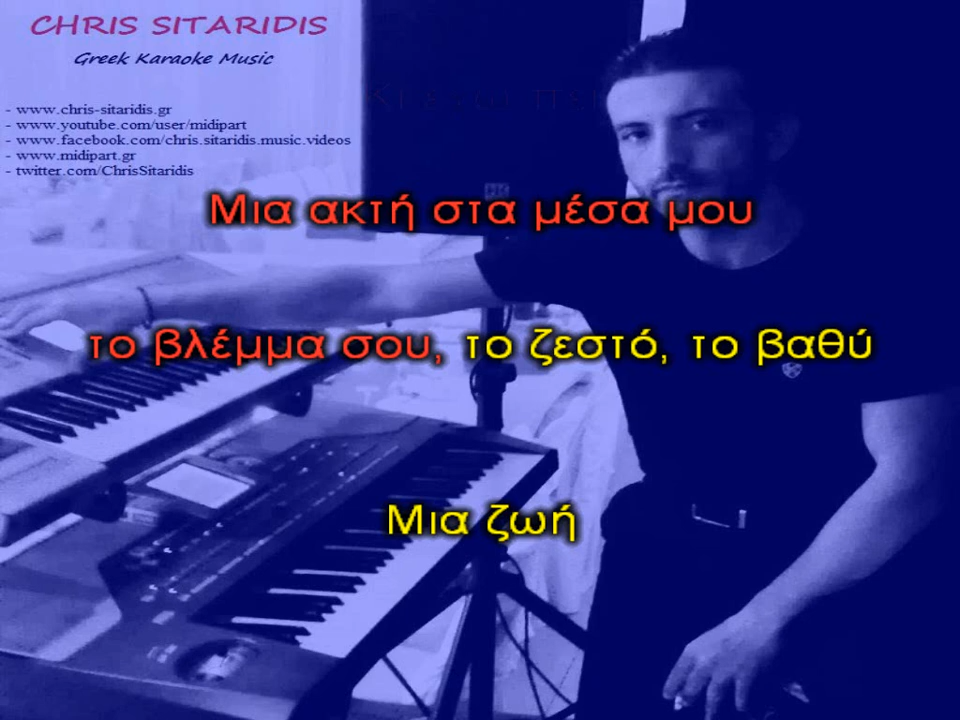 CHRIS SITARIDIS
Greek Karaoke Music
- www.chris-sitaridis.gr
- www.youtube.com/user/midipart
- www.facebook.com/chris.sitaridis.music.videos
- www.midipart.gr
- twitter.com/ChrisSitaridis
Μια ακτή στα μέσα μου
το βλέμμα σου, το ζεστό, το βαθύ
Μια ζωή